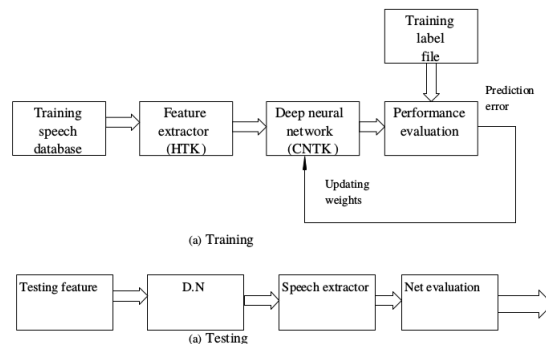 Training
label
file
Prediction
error
Training
speech
database
Feature
extractor
(HTK)
Deep neural
network
(CNTK)
Performance
evaluation
Updating
weights
(a) Training
Testing feature
D.N
Speech extractor
Net evaluation
(a) Testing